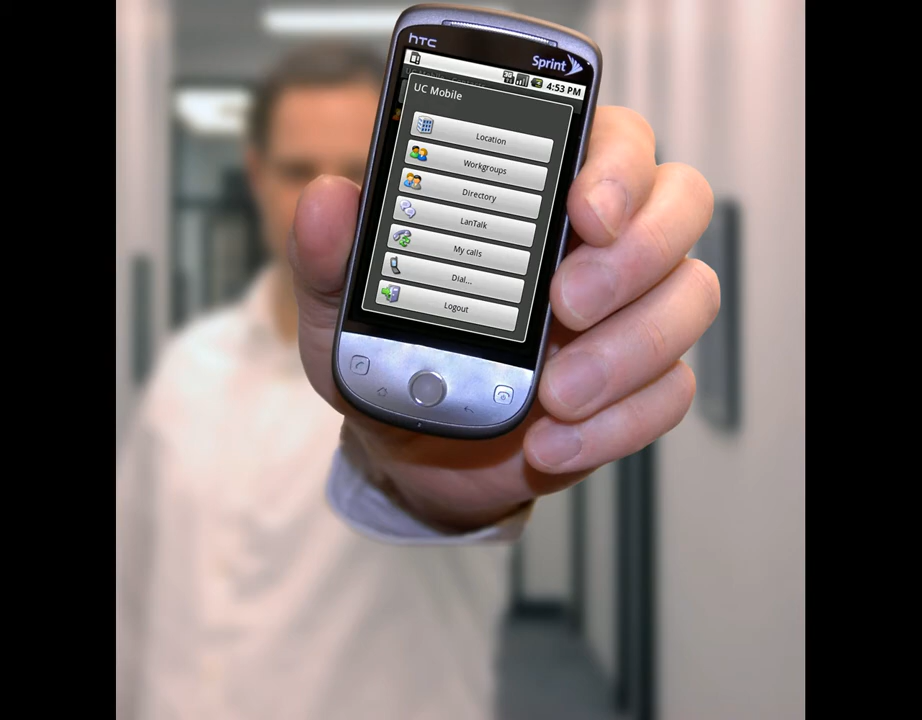 hTC
Sprint
4:53 PM
UC Mobile
Location
Workgroups
Directory
LanTalk
My calls
Dial...
Logout